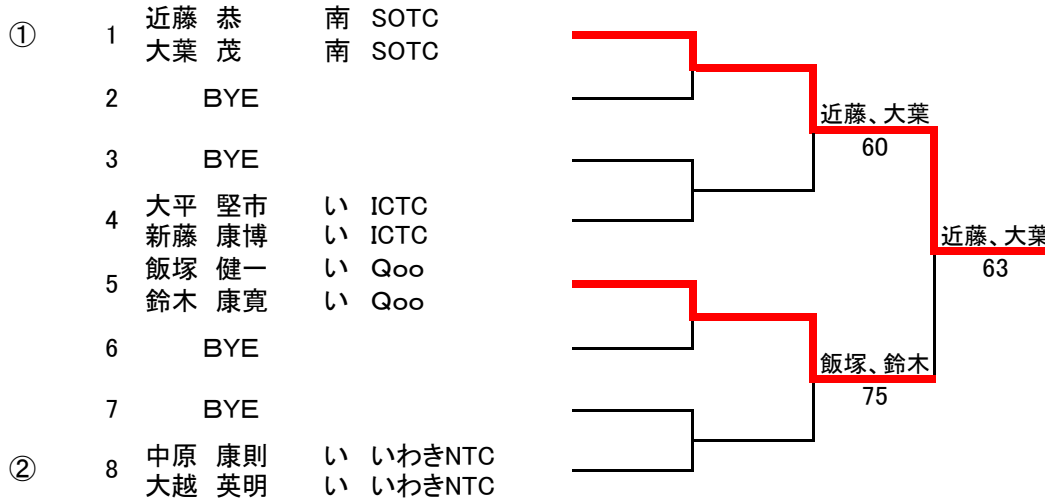 ① 1 近藤 恭 南 SOTC
大葉 茂 南 SOTC
2 BYE
近藤、大葉
60
3 BYE
4 大平 堅市 い ICTC
新藤 康博 い ICTC
近藤、大葉
63
5 飯塚 健一 い Qoo
鈴木 康寛 い Qoo
6 BYE
飯塚、鈴木
75
7 BYE
② 8 中原 康則 い いわきNTC
大越 英明 い いわきNTC